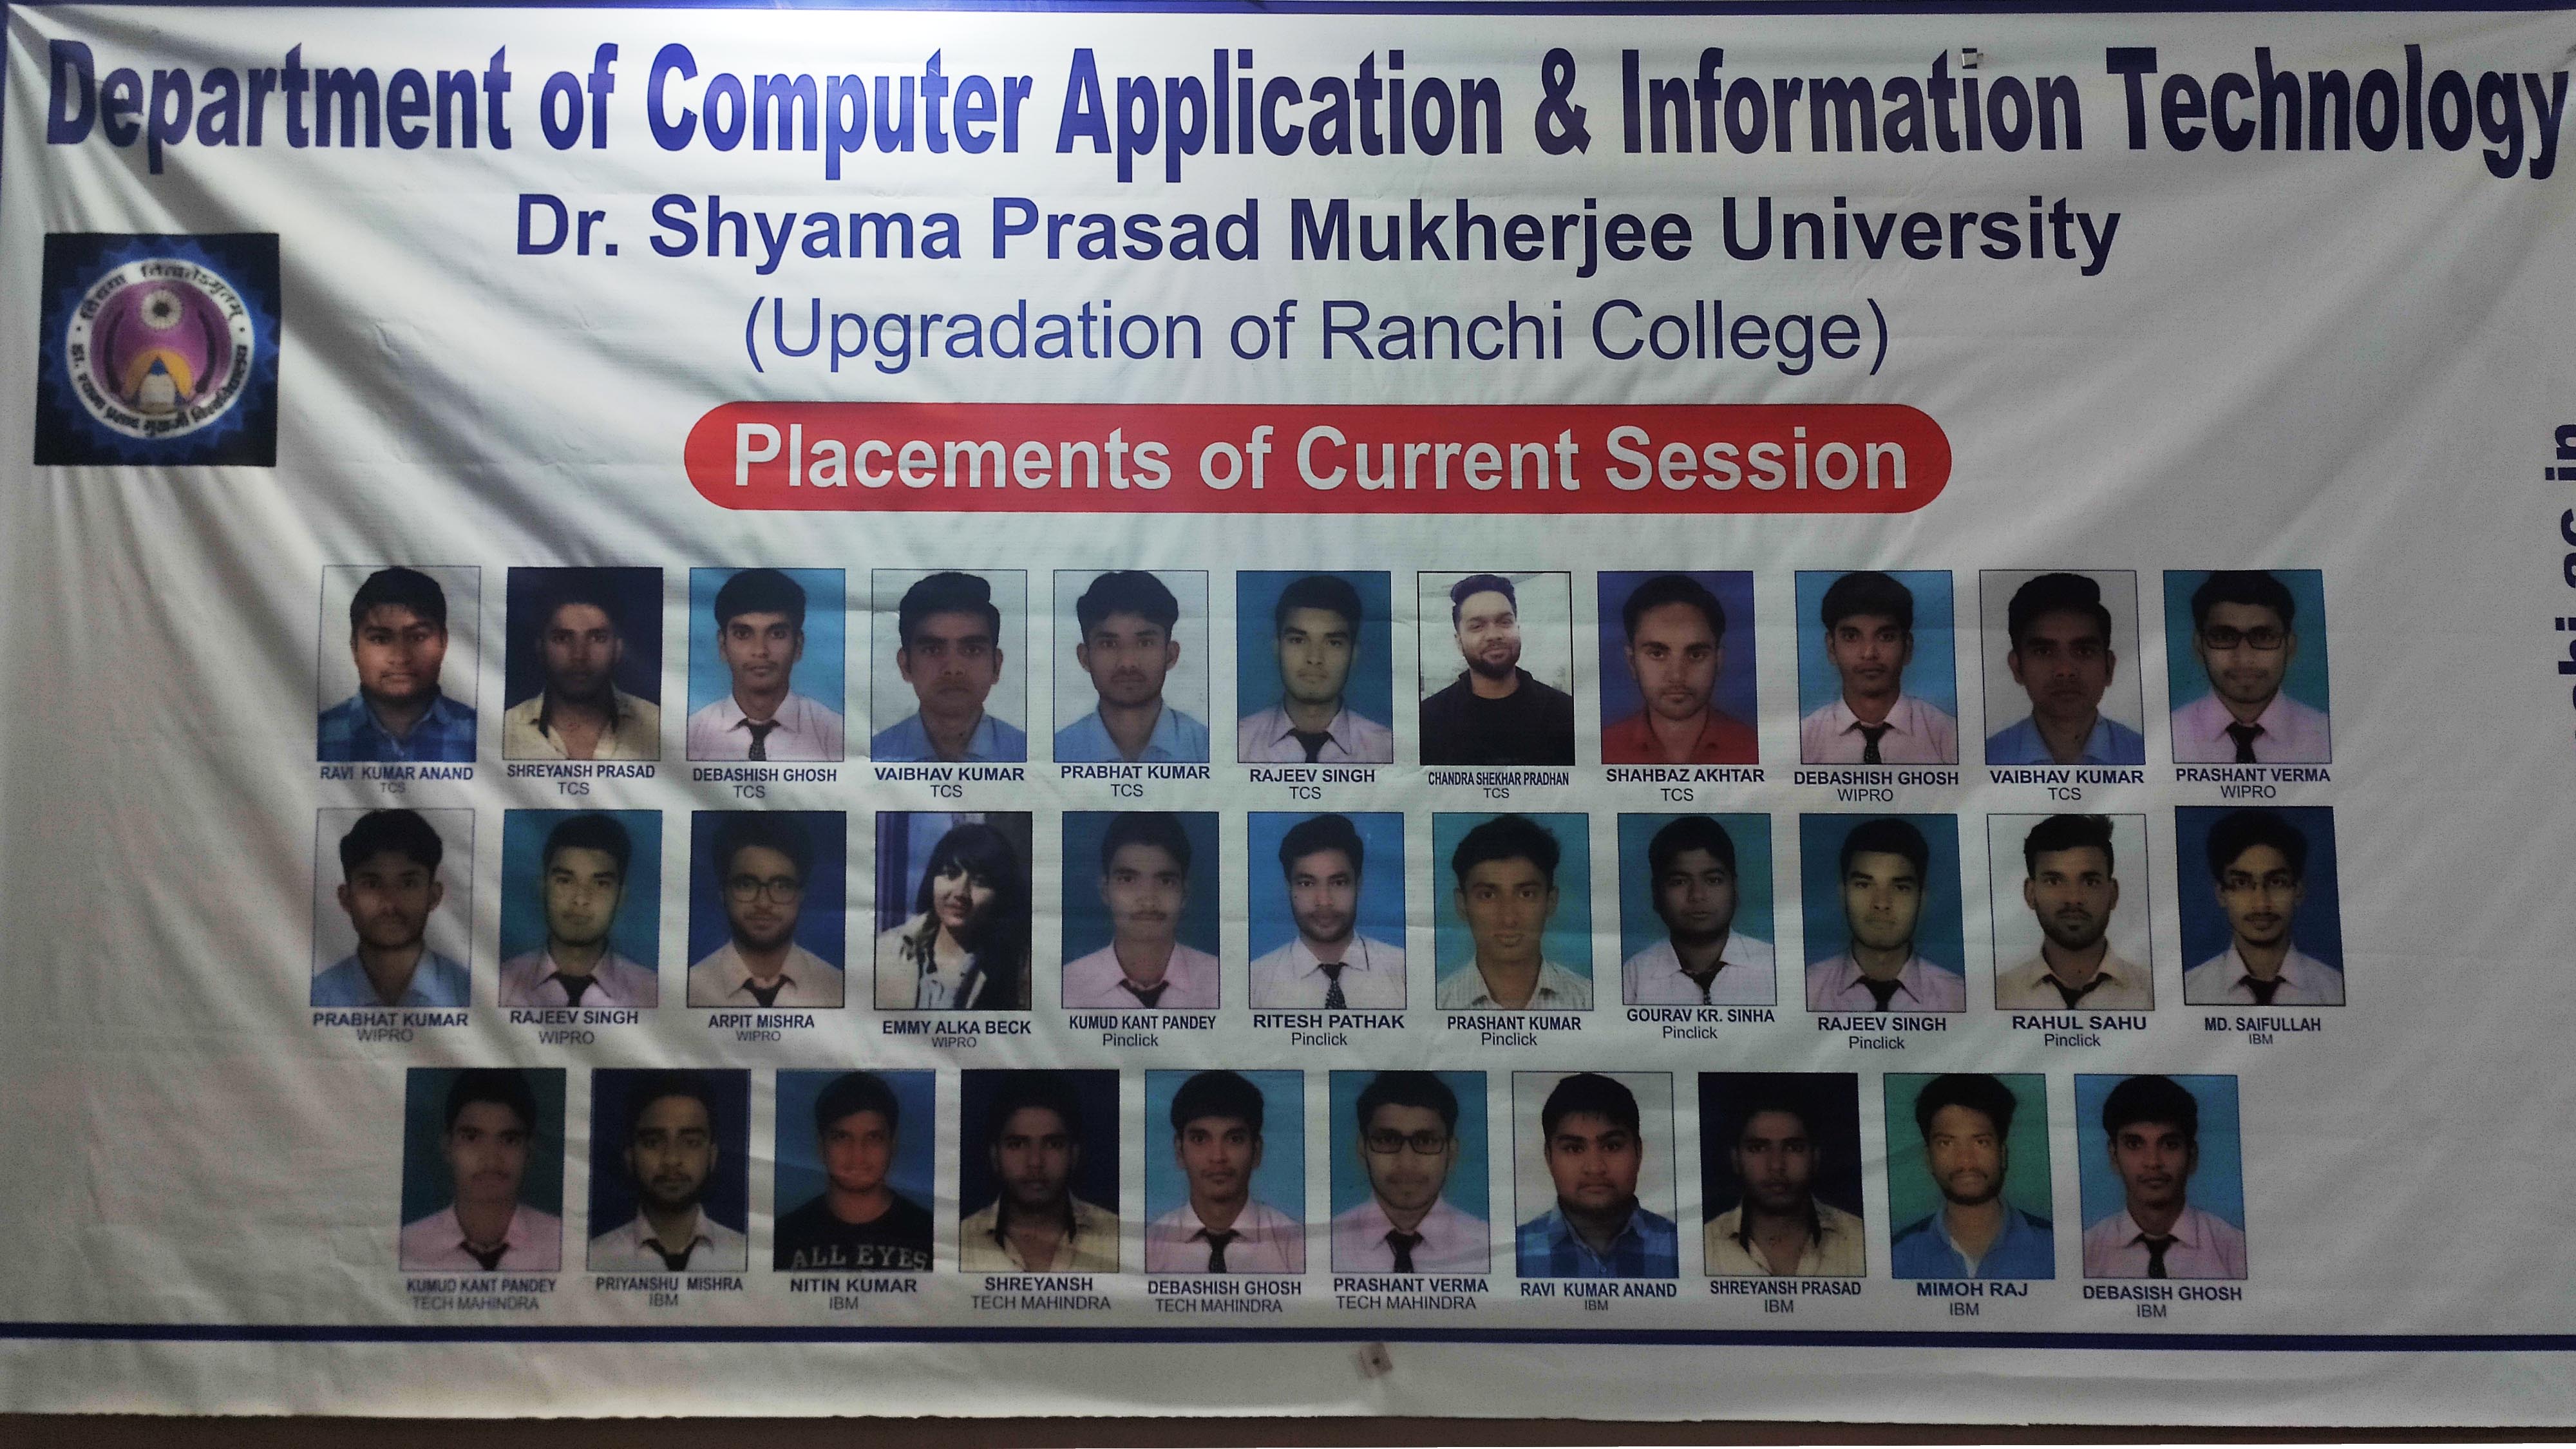 Department of Computer Application & Information Technology
Dr. Shyama Prasad Mukherjee University
(Upgradation of Ranchi College)
Placements of Current Session
RAVI KUMAR ANAND
TCS
SHREYANSH PRASAD
TCS
DEBASHISH GHOSH
TCS
VAIBHAV KUMAR
TCS
PRABHAT KUMAR
TCS
RAJEEV SINGH
TCS
CHANDRA SHEKHAR PRADHAN
TCS
SHAHBAZ AKHTAR
TCS
DEBASHISH GHOSH
WIPRO
VAIBHAV KUMAR
TCS
PRASHANT VERMA
WIPRO
PRABHAT KUMAR
WIPRO
RAJEEV SINGH
WIPRO
ARPIT MISHRA
WIPRO
EMMY ALKA BECK
WIPRO
KUMUD KANT PANDEY
Pinclick
RITESH PATHAK
Pinclick
PRASHANT KUMAR
Pinclick
GOURAV KR. SINHA
Pinclick
RAJEEV SINGH
Pinclick
RAHUL SAHU
Pinclick
MD. SAIFULLAH
IBM
ALL EYES
KUMUD KANT PANDEY
TECH MAHINDRA
PRIYANSHU MISHRA
IBM
NITIN KUMAR
IBM
SHREYANSH
TECH MAHINDRA
DEBASHISH GHOSH
TECH MAHINDRA
PRASHANT VERMA
TECH MAHINDRA
RAVI KUMAR ANAND
IBM
SHREYANSH PRASAD
IBM
MIMOH RAJ
IBM
DEBASISH GHOSH
IBM